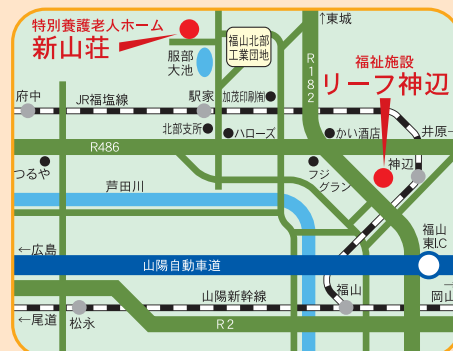 特別養護老人ホーム
新山荘
↑東城
福山北部
工業団地
服部
大池
R182
福祉施設
リーフ神辺
府中
JR福塩線
駅家
加茂印刷㈲
北部支所
ハローズ
かい酒店
井原→
R486
神辺
つるや
フジ
グラン
芦田川
福山
東I.C
←広島
山陽自動車道
山陽新幹線
福山
岡山
←尾道
松永
R2